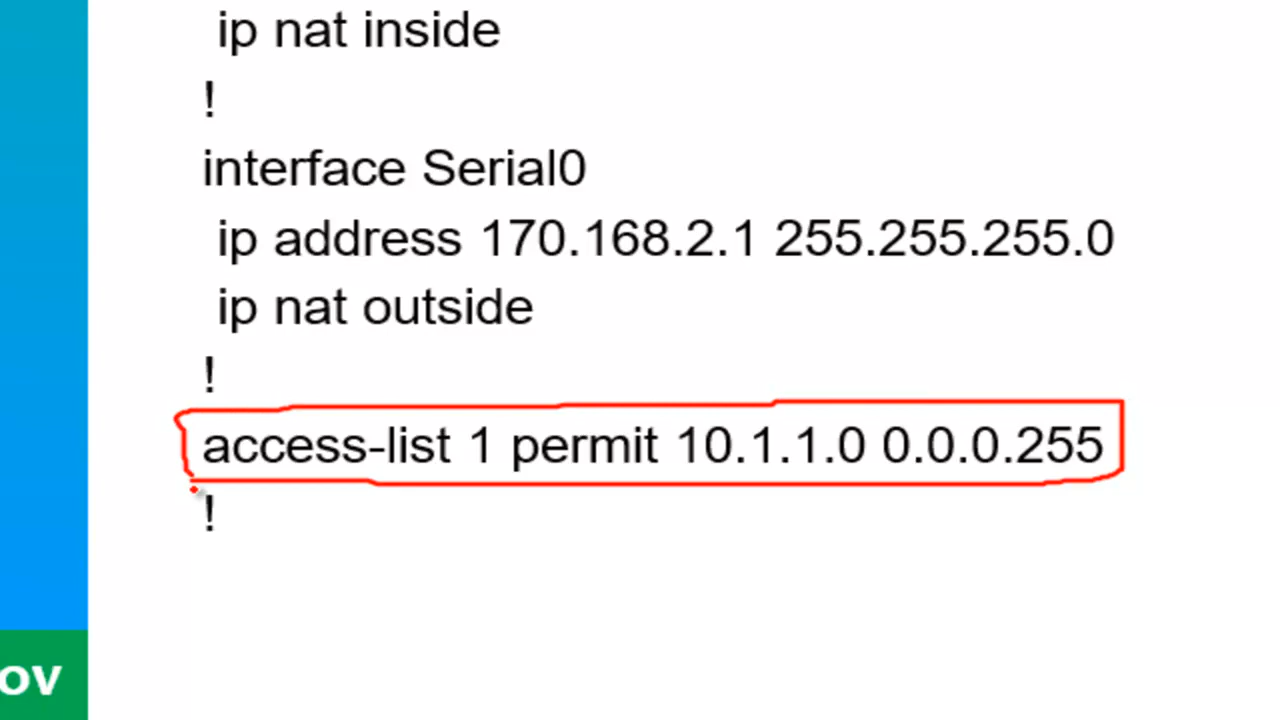 ip nat inside
!
interface Serial0
ip address 170.168.2.1 255.255.255.0
ip nat outside
!
access-list 1 permit 10.1.1.0 0.0.0.255
!
ov